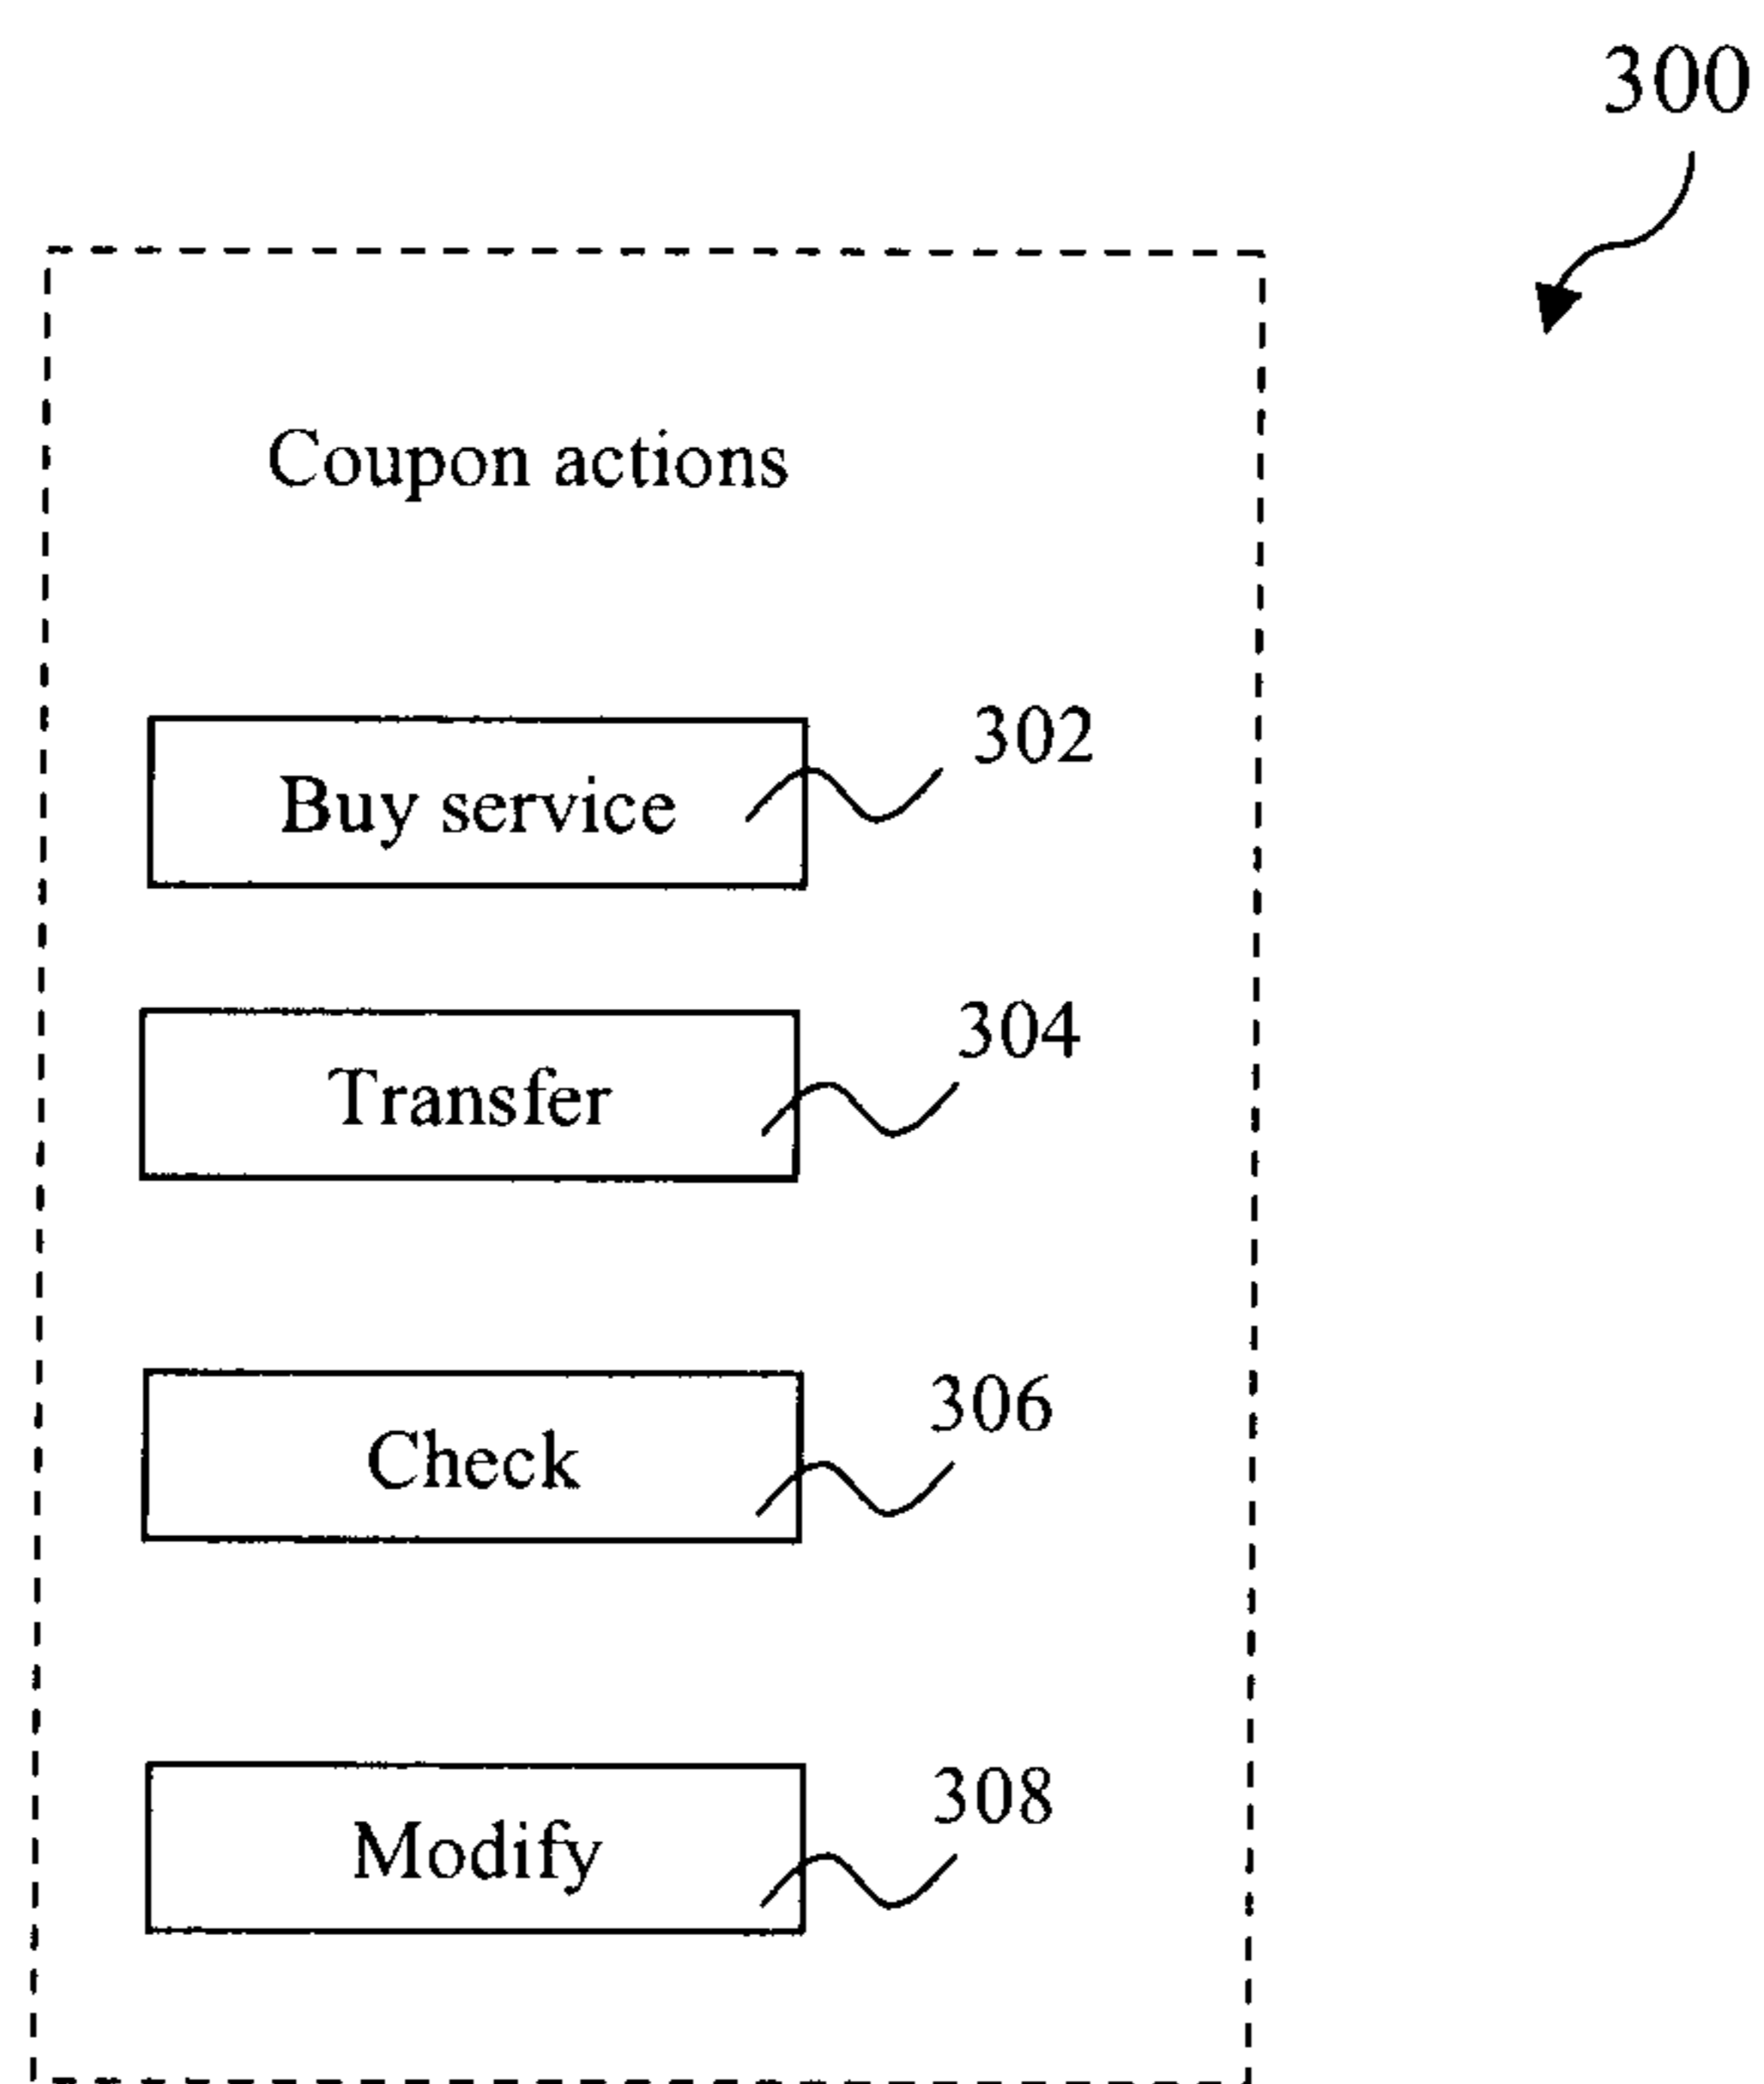 300
Coupon actions
302
Buy service
304
Transfer
306
Check
308
Modify